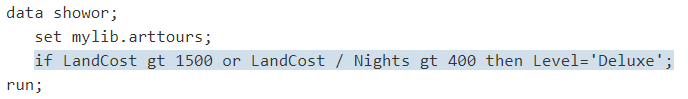 data showor;
   set mylib.arttours;
   if LandCost gt 1500 or LandCost / Nights gt 400 then Level='Deluxe';
run;